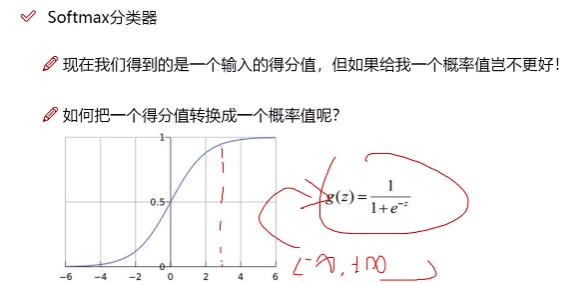 Softmax分类器
现在我们得到的是一个输入的得分值，但如果给我一个概率值岂不更好！
如何把一个得分值转换成一个概率值呢？
1
0.5
0
-6 -4 -2 0 2 4 6
g(z) = 1 / (1 + e^{-z})
(-∞, +∞)